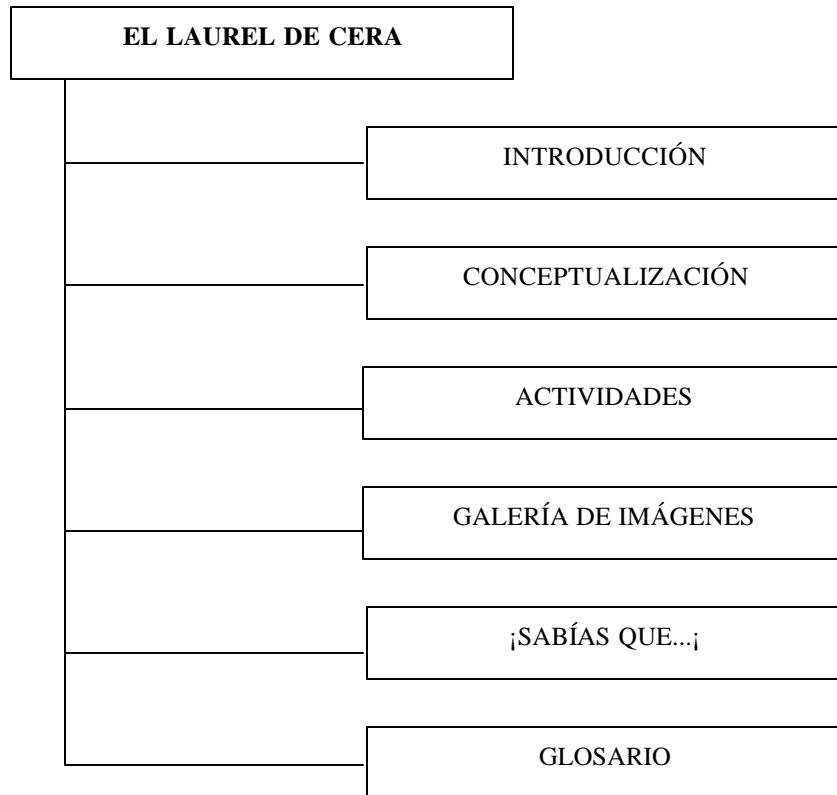 EL LAUREL DE CERA
INTRODUCCIÓN
CONCEPTUALIZACIÓN
ACTIVIDADES
GALERÍA DE IMÁGENES
¡SABÍAS QUE...¡
GLOSARIO